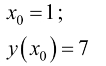 x₀ = 1;
y(x₀) = 7